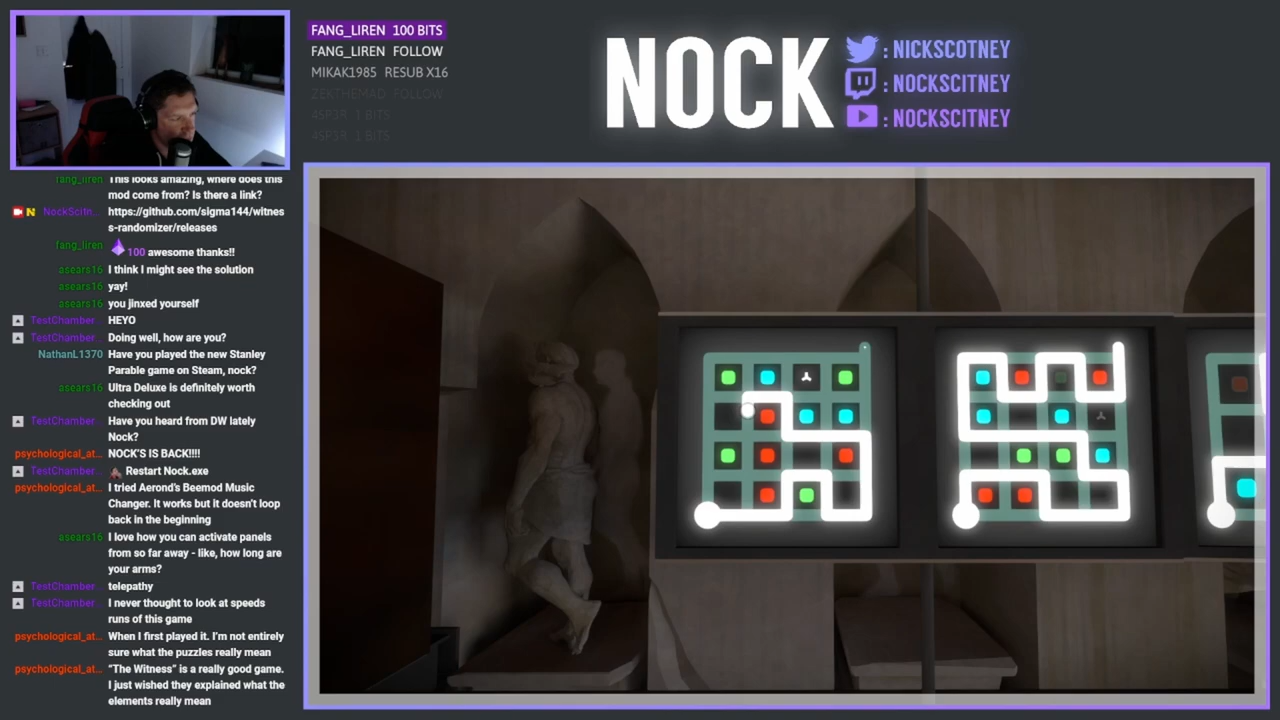 FANG_LIREN 100 BITS
FANG_LIREN FOLLOW
MIKAK1985 RESUB X16
ZEKTHEMAD FOLLOW
4SP3R 1 BITS
4SP3R 1 BITS
NOCK
: NICKSCOTNEY
: NOCKSCITNEY
: NOCKSCITNEY
fang_liren This looks amazing, where does this
mod come from? Is there a link?
N NockScitn... https://github.com/sigma144/witnes
s-randomizer/releases
fang_liren 100 awesome thanks!!
asears16 I think I might see the solution
asears16 yay!
asears16 you jinxed yourself
TestChamber... HEYO
TestChamber... Doing well, how are you?
NathanL1370 Have you played the new Stanley
Parable game on Steam, nock?
asears16 Ultra Deluxe is definitely worth
checking out
TestChamber... Have you heard from DW lately
Nock?
psychological_at... NOCK'S IS BACK!!!!
TestChamber... Restart Nock.exe
psychological_at... I tried Aerond's Beemod Music
Changer. It works but it doesn't loop
back in the beginning
asears16 I love how you can activate panels
from so far away - like, how long are
your arms?
TestChamber... telepathy
TestChamber... I never thought to look at speeds
runs of this game
psychological_at... When I first played it. I'm not entirely
sure what the puzzles really mean
psychological_at... "The Witness" is a really good game.
I just wished they explained what the
elements really mean